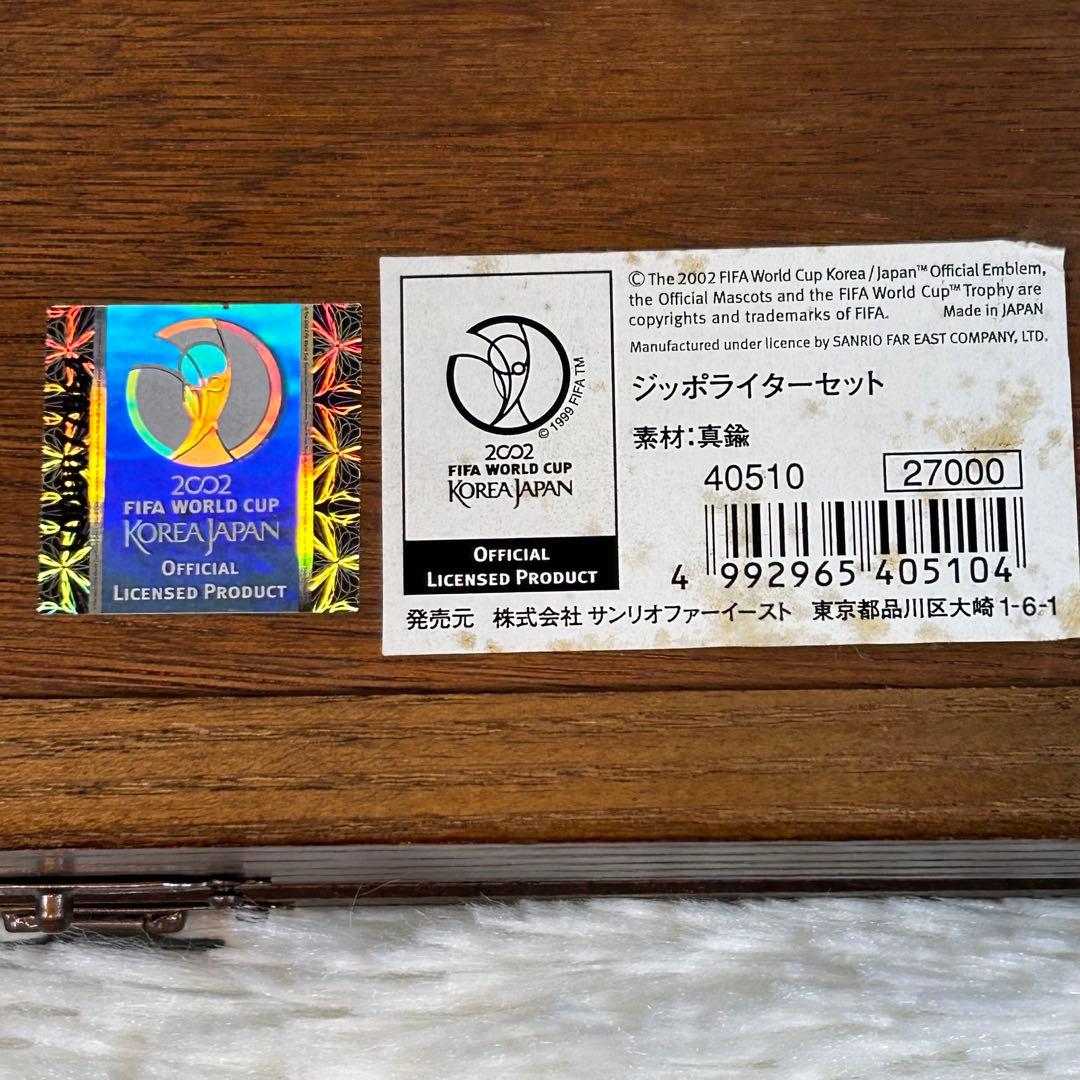 2002
FIFA WORLD CUP
KOREA JAPAN
OFFICIAL
LICENSED PRODUCT
© 1999 FIFA TM
2002
FIFA WORLD CUP
KOREA JAPAN
OFFICIAL
LICENSED PRODUCT
© The 2002 FIFA World Cup Korea / Japan™ Official Emblem,
the Official Mascots and the FIFA World Cup™ Trophy are
copyrights and trademarks of FIFA. Made in JAPAN
Manufactured under licence by SANRIO FAR EAST COMPANY, LTD.
ジッポライターセット
素材:真鍮
40510 27000
4 992965 405104
発売元 株式会社 サンリオファーイースト 東京都品川区大崎1-6-1